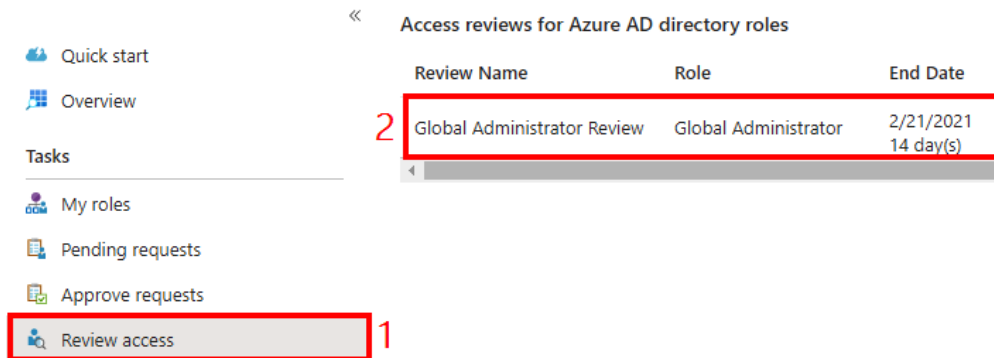 «
Quick start
Overview
Tasks
My roles
Pending requests
Approve requests
Review access
1
Access reviews for Azure AD directory roles
Review Name Role End Date
2
Global Administrator Review Global Administrator 2/21/2021
14 day(s)